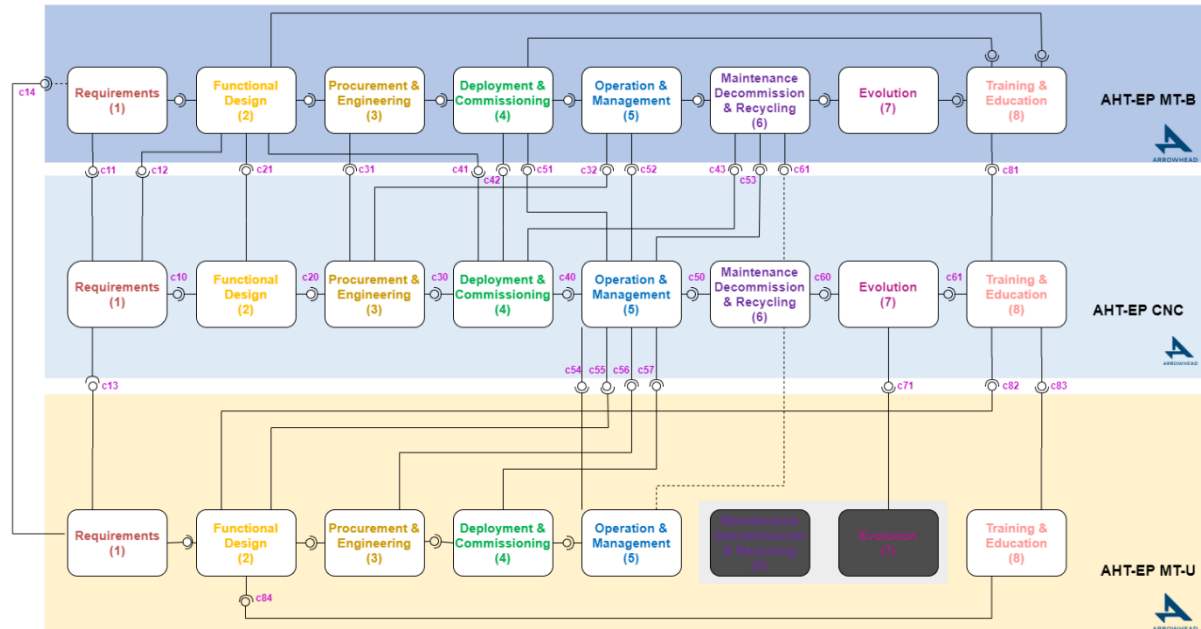 c14
Requirements
(1)
Functional
Design
(2)
Procurement &
Engineering
(3)
Deployment &
Commissioning
(4)
Operation &
Management
(5)
Maintenance
Decommission
& Recycling
(6)
Evolution
(7)
Training &
Education
(8)
AHT-EP MT-B
ARROWHEAD
c11
c12
c21
c31
c41
c42
c51
c32
c52
c43
c53
c61
c81
Requirements
(1)
c10
Functional
Design
(2)
c20
Procurement &
Engineering
(3)
c30
Deployment &
Commissioning
(4)
c40
Operation &
Management
(5)
c50
Maintenance
Decommission
& Recycling
(6)
c60
Evolution
(7)
c61
Training &
Education
(8)
AHT-EP CNC
ARROWHEAD
c13
c54
c55
c56
c57
c71
c82
c83
Requirements
(1)
Functional
Design
(2)
Procurement &
Engineering
(3)
Deployment &
Commissioning
(4)
Operation &
Management
(5)
Maintenance
Decommission
& Recycling
(6)
Evolution
(7)
Training &
Education
(8)
AHT-EP MT-U
ARROWHEAD
c84